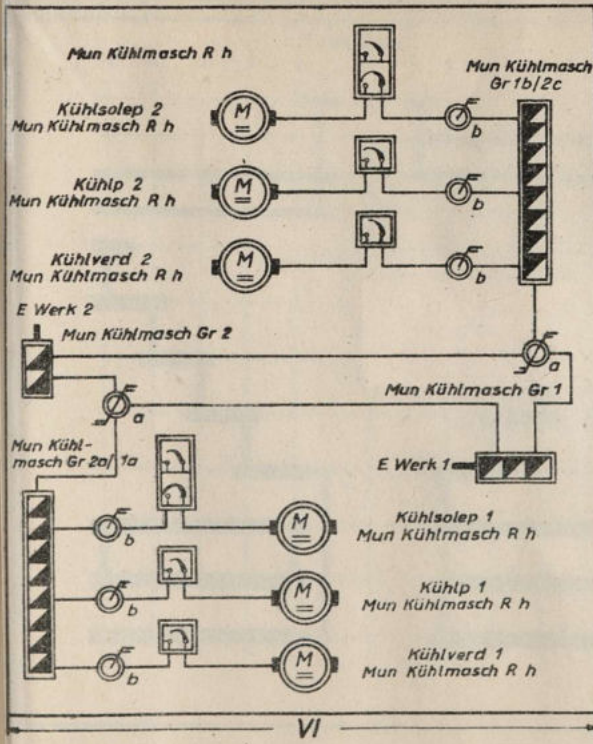 Mun Kühlmasch R h
Mun Kühlmasch
Gr 1b/2c
Kühlsolep 2
Mun Kühlmasch R h
M
b
Kühlp 2
Mun Kühlmasch R h
M
b
Kühlverd 2
Mun Kühlmasch R h
M
b
E Werk 2
Mun Kühlmasch Gr 2
a
a
Mun Kühlmasch Gr 1
Mun Kühl-
masch Gr 2a/1a
E Werk 1
b
M
Kühlsolep 1
Mun Kühlmasch R h
b
M
Kühlp 1
Mun Kühlmasch R h
b
M
Kühlverd 1
Mun Kühlmasch R h
VI